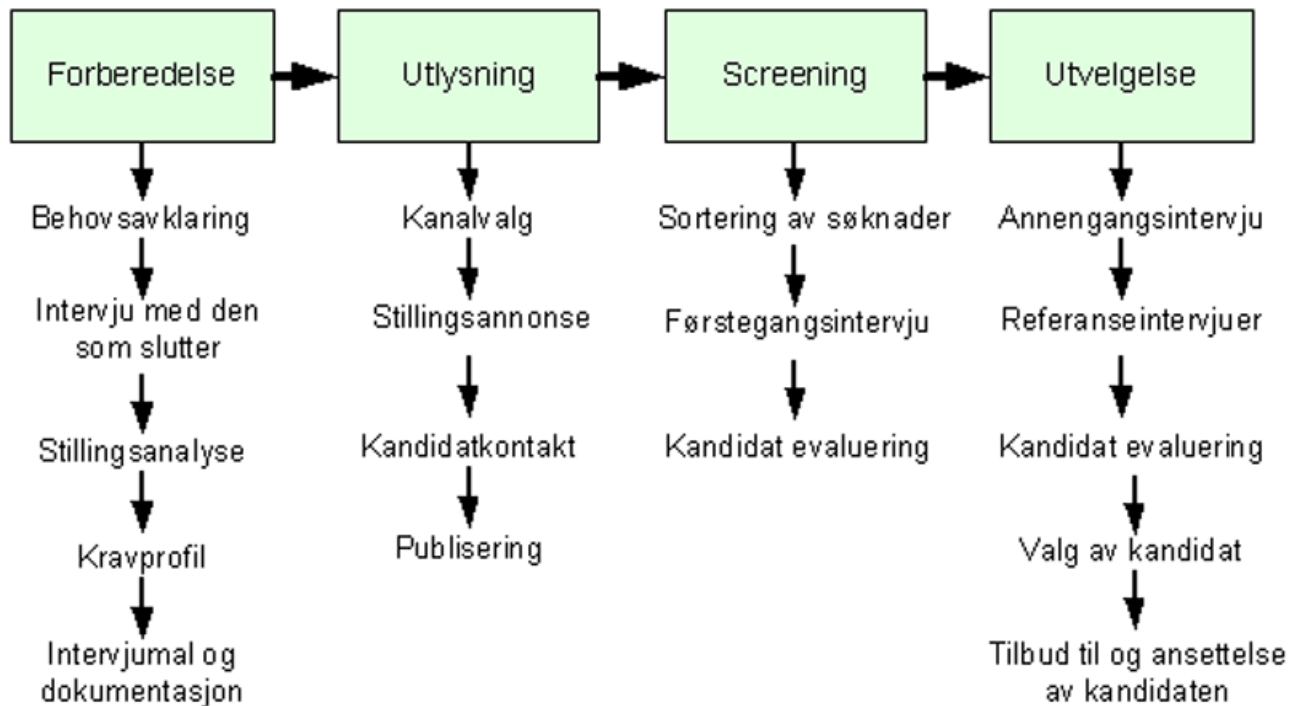 Forberedelse
Utlysning
Screening
Utvelgelse
Behovsavklaring
Intervju med den
som slutter
Stillingsanalyse
Kravprofil
Intervjumal og
dokumentasjon
Kanalvalg
Stillingsannonse
Kandidatkontakt
Publisering
Sortering av søknader
Førstegangsintervju
Kandidat evaluering
Annengangsintervju
Referanseintervjuer
Kandidat evaluering
Valg av kandidat
Tilbud til og ansettelse
av kandidaten